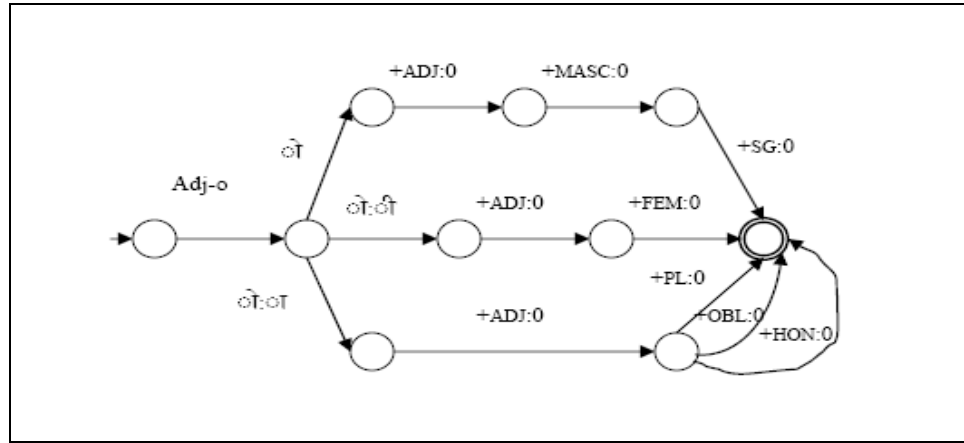 +ADJ:0 +MASC:0
ो +SG:0
Adj-o ो:ी +ADJ:0 +FEM:0
ो:ा +ADJ:0 +PL:0
+OBL:0
+HON:0